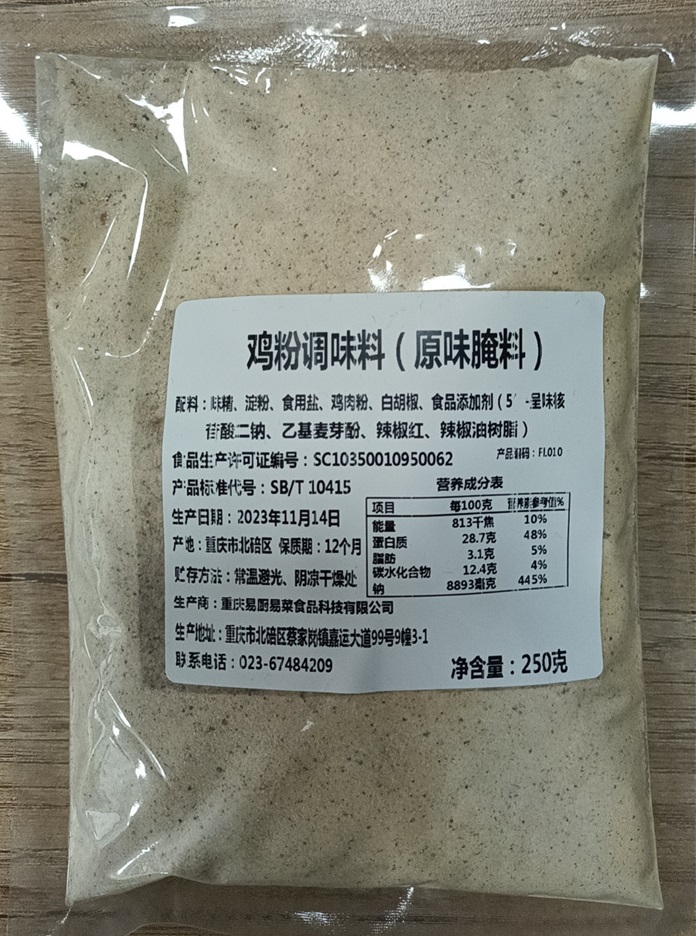 鸡粉调味料（原味腌料）
配料：味精、淀粉、食用盐、鸡肉粉、白胡椒、食品添加剂（5′-呈味核
苷酸二钠、乙基麦芽酚、辣椒红、辣椒油树脂）
食品生产许可证编号：SC10350010950062
产品代码：FL010
产品标准代号：SB/T 10415
生产日期：2023年11月14日
产地：重庆市北碚区 保质期：12个月
贮存方法：常温避光、阴凉干燥处
营养成分表
项目 每100克 营养素参考值%
能量 813千焦 10%
蛋白质 28.7克 48%
脂肪 3.1克 5%
碳水化合物 12.4克 4%
钠 8893毫克 445%
生产商：重庆易厨易菜食品科技有限公司
生产地址：重庆市北碚区蔡家岗镇嘉运大道99号9幢3-1
联系电话：023-67484209
净含量：250克